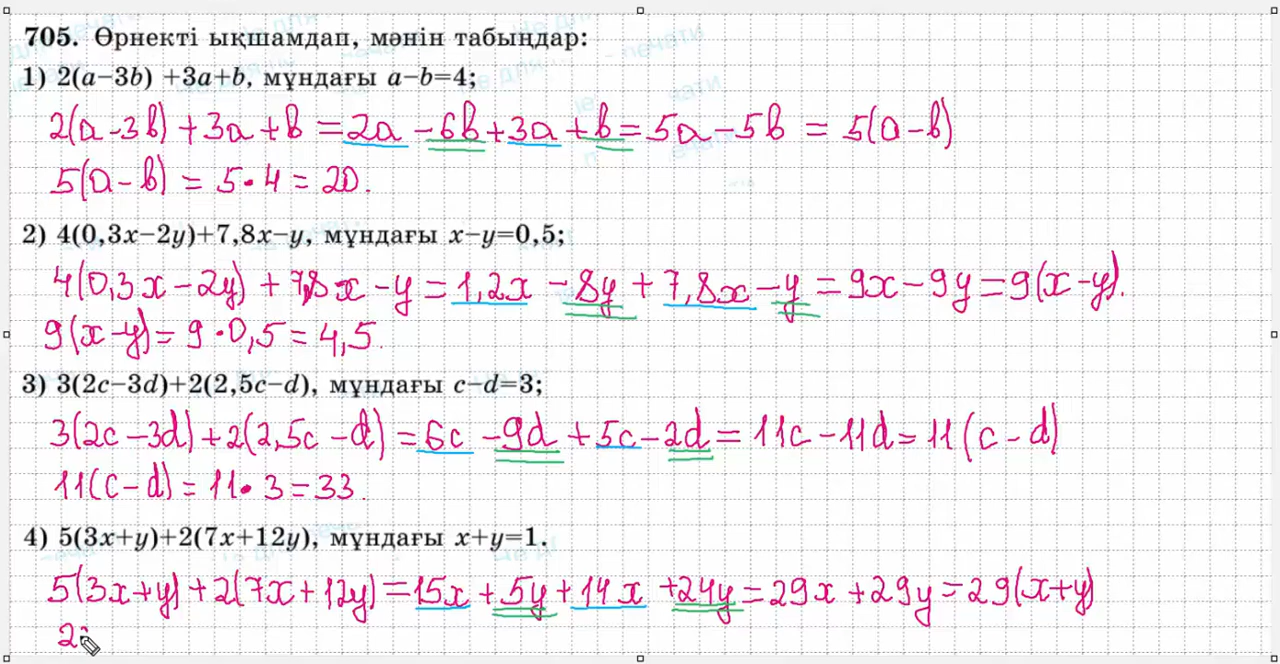 705. Өрнекті ықшамдап, мәнін табыңдар:
1) 2(a−3b) +3a+b, мұндағы a−b=4;
2(a-3b)+3a+b=2a-6b+3a+b=5a-5b=5(a-b)
5(a-b)=5·4=20.
2) 4(0,3x−2y)+7,8x−y, мұндағы x−y=0,5;
4(0,3x-2y)+7,8x-y=1,2x-8y+7,8x-y=9x-9y=9(x-y).
9(x-y)=9·0,5=4,5.
3) 3(2c−3d)+2(2,5c−d), мұндағы c−d=3;
3(2c-3d)+2(2,5c-d)=6c-9d+5c-2d=11c-11d=11(c-d)
11(c-d)=11·3=33.
4) 5(3x+y)+2(7x+12y), мұндағы x+y=1.
5(3x+y)+2(7x+12y)=15x+5y+14x+24y=29x+29y=29(x+y)
2